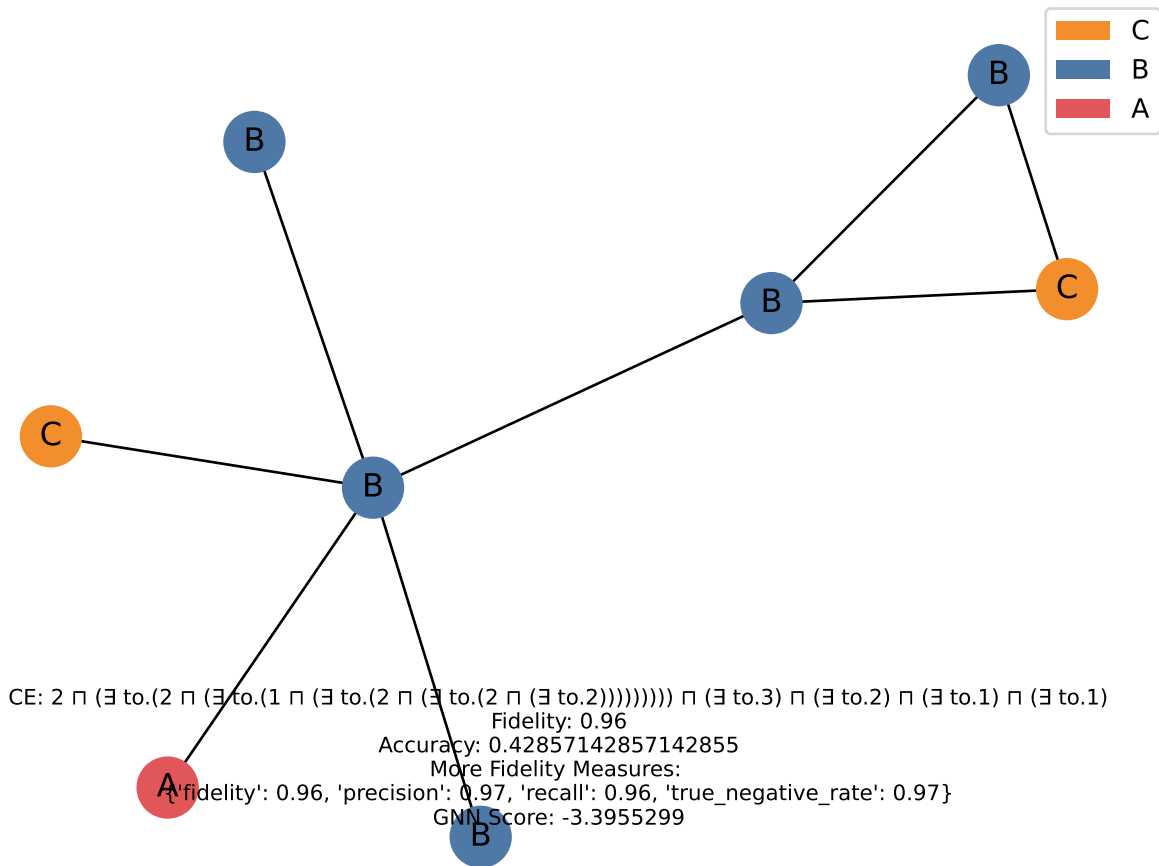 C
B
A
B
B
B
C
C
B
CE: 2 ⊓ (∃ to.(2 ⊓ (∃ to.(1 ⊓ (∃ to.(2 ⊓ (∃ to.(2 ⊓ (∃ to.2))))))))) ⊓ (∃ to.3) ⊓ (∃ to.2) ⊓ (∃ to.1) ⊓ (∃ to.1)
Fidelity: 0.96
Accuracy: 0.42857142857142855
More Fidelity Measures:
A
{'fidelity': 0.96, 'precision': 0.97, 'recall': 0.96, 'true_negative_rate': 0.97}
GNN Score: -3.3955299
B